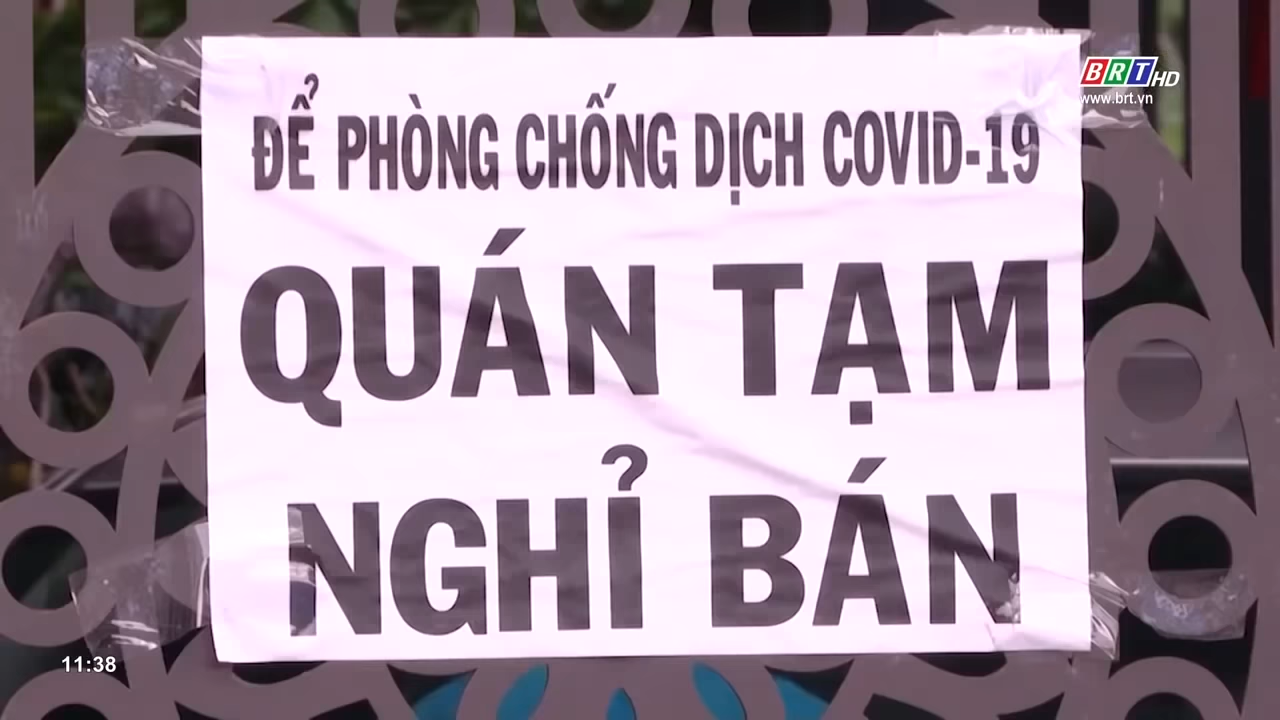 BRT HD
www.brt.vn
ĐỂ PHÒNG CHỐNG DỊCH COVID-19
QUÁN TẠM
NGHỈ BÁN
11:38